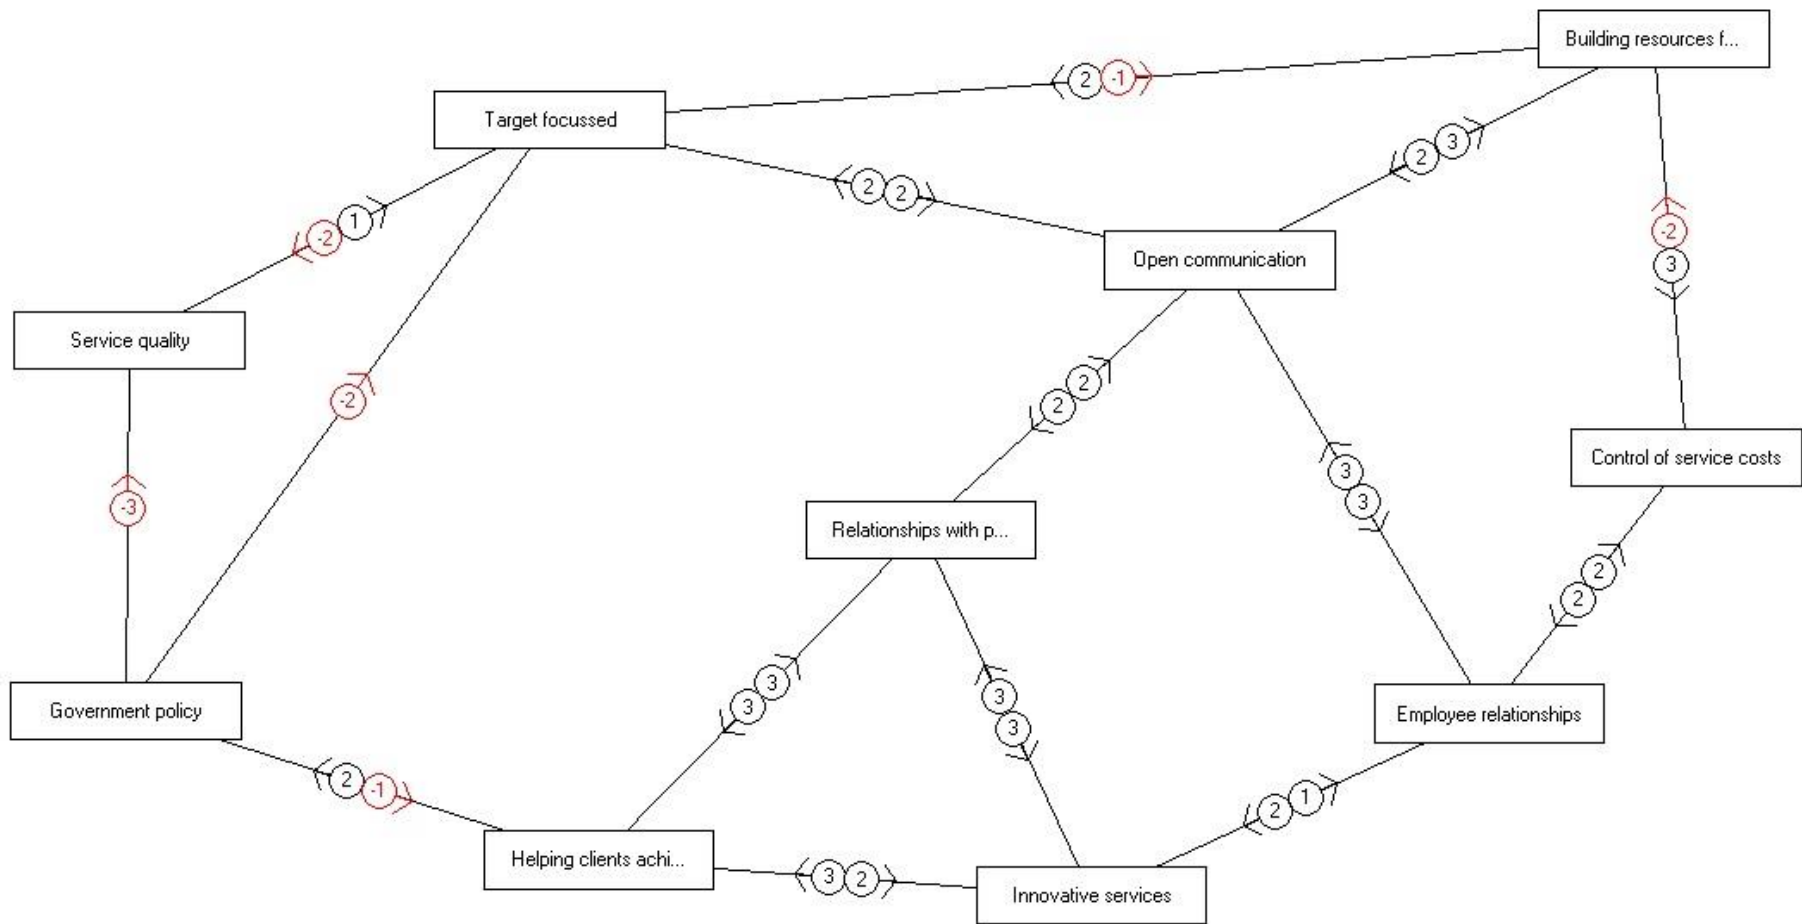 Building resources f...
2 -1
Target focussed
2 3
2 2
-2 1
-2
3
Open communication
Service quality
2 2
-2
3
3
Control of service costs
-3
Relationships with p...
2 2
3 3
3
3
Government policy
Employee relationships
2 -1
2 1
Helping clients achi...
3 2
Innovative services